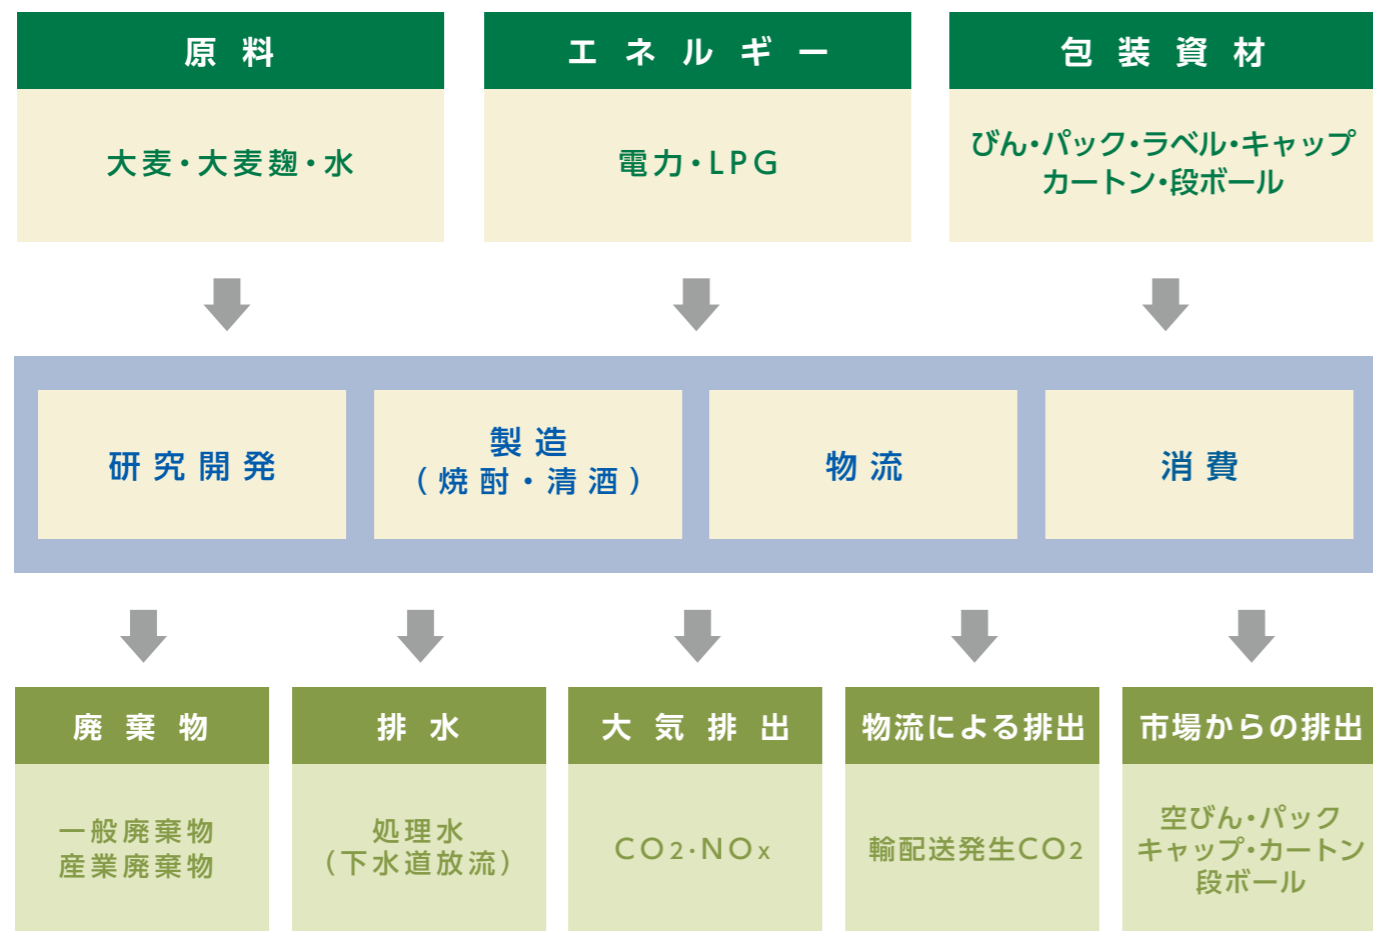 原料
エネルギー
包装資材
大麦・大麦麹・水
電力・LPG
びん・パック・ラベル・キャップ
カートン・段ボール
研究開発
製造
(焼酎・清酒)
物流
消費
廃棄物
排水
大気排出
物流による排出
市場からの排出
一般廃棄物
産業廃棄物
処理水
(下水道放流)
CO2・NOx
輸配送発生CO2
空びん・パック
キャップ・カートン
段ボール